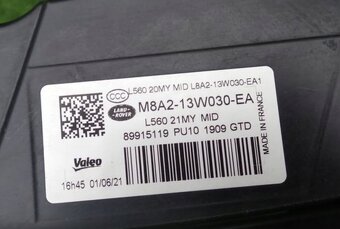 CCC L560 20MY MID L8A2-13W030-EA1
LAND-ROVER
M8A2-13W030-EA
L560 21MY MID
89915119 PU10 1909 GTD
MADE IN FRANCE
Valeo
16h45 01/06/21